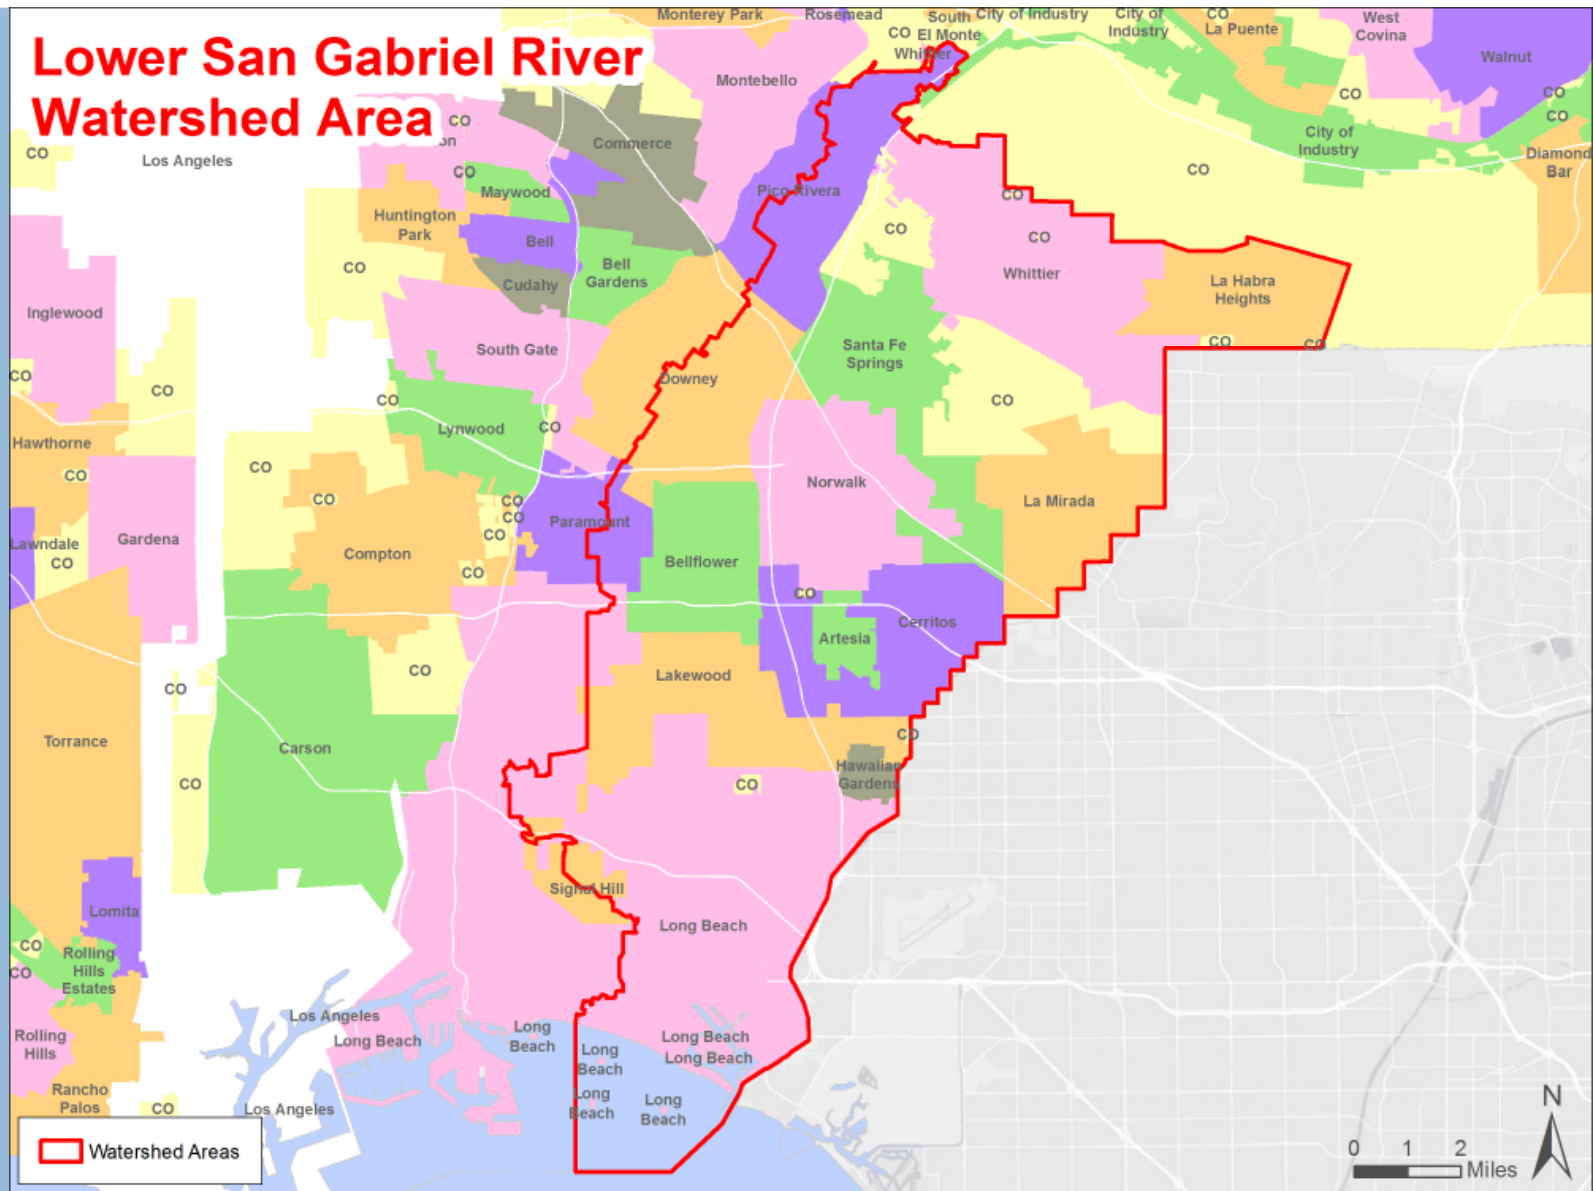 Lower San Gabriel River
Watershed Area
Monterey Park
Rosemead
South
El Monte
City of Industry
City of
Industry
CO
La Puente
West
Covina
Walnut
CO
Whittier
Montebello
CO
CO
CO
CO
Los Angeles
CO
on
Commerce
City of
Industry
Diamond
Bar
CO
CO
Maywood
Pico Rivera
CO
Huntington
Park
Bell
CO
CO
Whittier
CO
Cudahy
Bell
Gardens
La Habra
Heights
Inglewood
South Gate
Santa Fe
Springs
CO
CO
CO
CO
Downey
CO
CO
Hawthorne
Lynwood
CO
CO
CO
CO
Norwalk
La Mirada
CO
CO
CO
Paramount
CO
Lawndale
CO
Gardena
Compton
CO
Bellflower
CO
Cerritos
Artesia
CO
Lakewood
CO
Torrance
Carson
CO
CO
CO
Hawaiian
Gardens
Signal Hill
Lomita
Long Beach
CO
CO
Rolling
Hills
Estates
Rolling
Hills
Los Angeles
Long Beach
Long
Beach
Long Beach
Long Beach
Long
Beach
Long
Beach
Long
Beach
Rancho
Palos
CO
Los Angeles
Watershed Areas
N
0 1 2
Miles